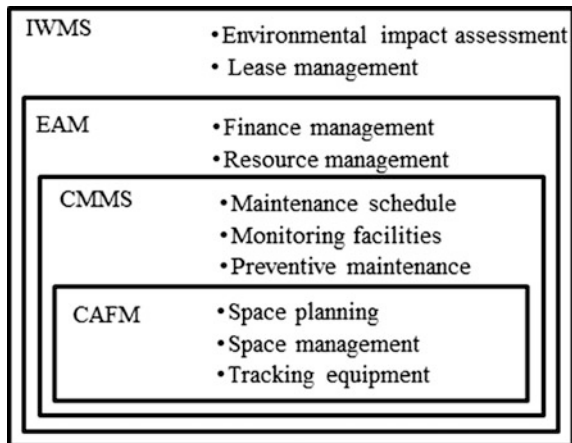 IWMS •Environmental impact assessment
• Lease management
EAM •Finance management
•Resource management
CMMS •Maintenance schedule
•Monitoring facilities
•Preventive maintenance
CAFM •Space planning
•Space management
•Tracking equipment